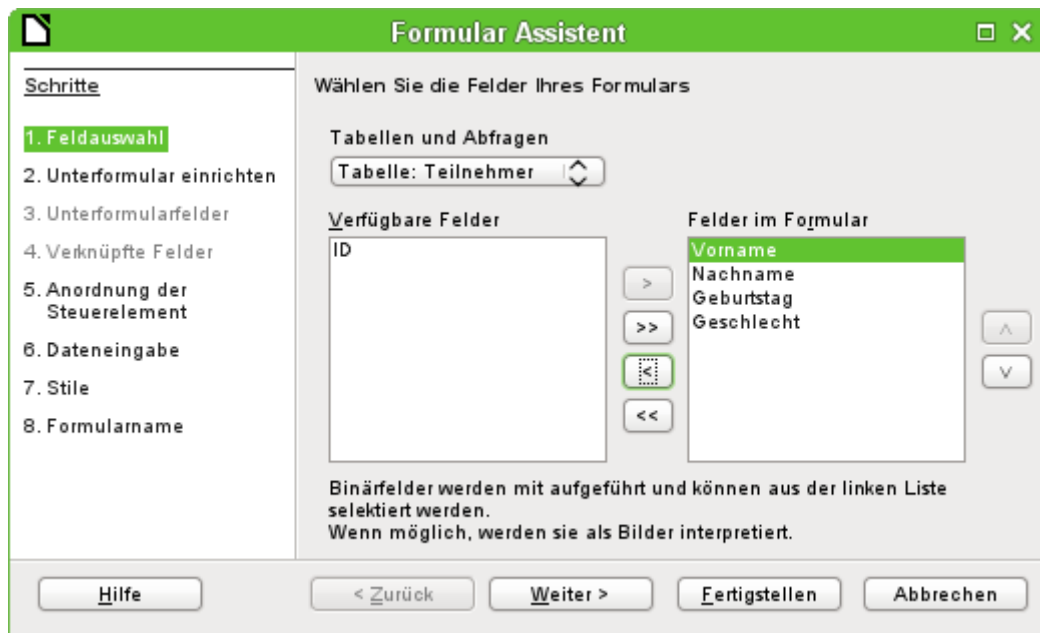 Formular Assistent
Schritte
1. Feldauswahl
2. Unterformular einrichten
3. Unterformularfelder
4. Verknüpfte Felder
5. Anordnung der
Steuerelement
6. Dateneingabe
7. Stile
8. Formularname
Wählen Sie die Felder Ihres Formulars
Tabellen und Abfragen
Tabelle: Teilnehmer
Verfügbare Felder
ID
>
>>
<
<<
Felder im Formular
Vorname
Nachname
Geburtstag
Geschlecht
Binärfelder werden mit aufgeführt und können aus der linken Liste
selektiert werden.
Wenn möglich, werden sie als Bilder interpretiert.
Hilfe
< Zurück
Weiter >
Fertigstellen
Abbrechen